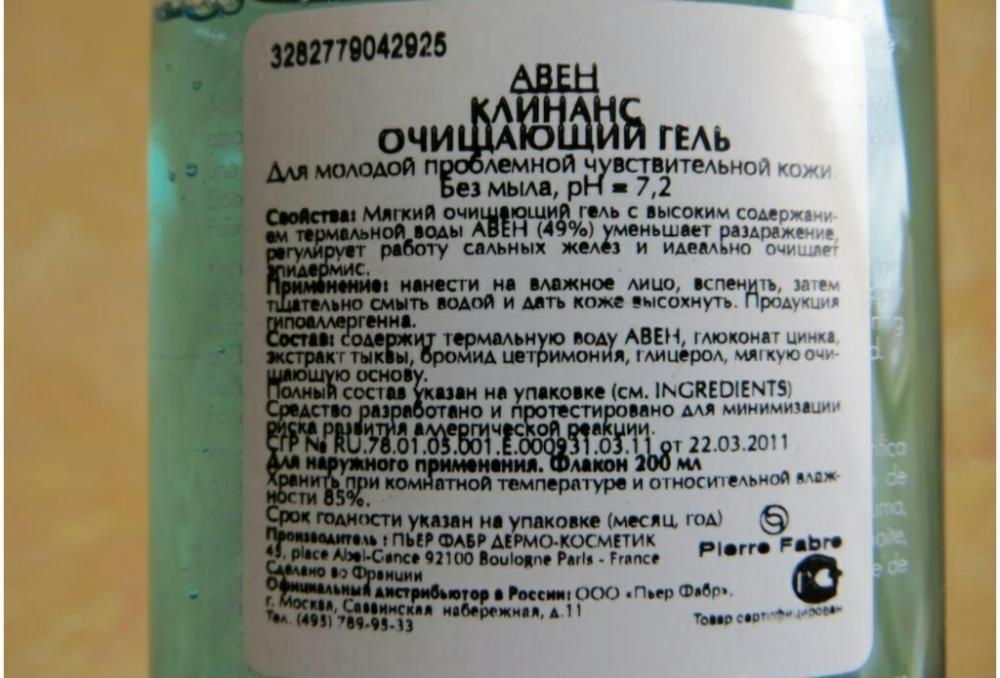 3282779042925
АВЕН
КЛИНАНС
ОЧИЩАЮЩИЙ ГЕЛЬ
Для молодой проблемной чувствительной кожи.
Без мыла, pH = 7,2
Свойства: Мягкий очищающий гель с высоким содержани-
ем термальной воды АВЕН (49%) уменьшает раздражение,
регулирует работу сальных желёз и идеально очищает
эпидермис.
Применение: нанести на влажное лицо, вспенить, затем
тщательно смыть водой и дать коже высохнуть. Продукция
гипоаллергенна.
Состав: содержит термальную воду АВЕН, глюконат цинка,
экстракт тыквы, бромид цетримония, глицерол, мягкую очи-
щающую основу.
Полный состав указан на упаковке (см. INGREDIENTS)
Средство разработано и протестировано для минимизации
риска развития аллергической реакции.
СГР № RU.78.01.05.001.E.000931.03.11 от 22.03.2011
Для наружного применения. Флакон 200 мл
Хранить при комнатной температуре и относительной влаж-
ности 85%.
Срок годности указан на упаковке (месяц, год)
Производитель : ПЬЕР ФАБР ДЕРМО-КОСМЕТИК
45, place Abel-Gance 92100 Boulogne Paris - France
Сделано во Франции
Pierre Fabre
Официальный дистрибьютор в России: ООО «Пьер Фабр».
г. Москва, Саввинская набережная, д.11
Тел. (495) 789-95-33
Товар сертифицирован